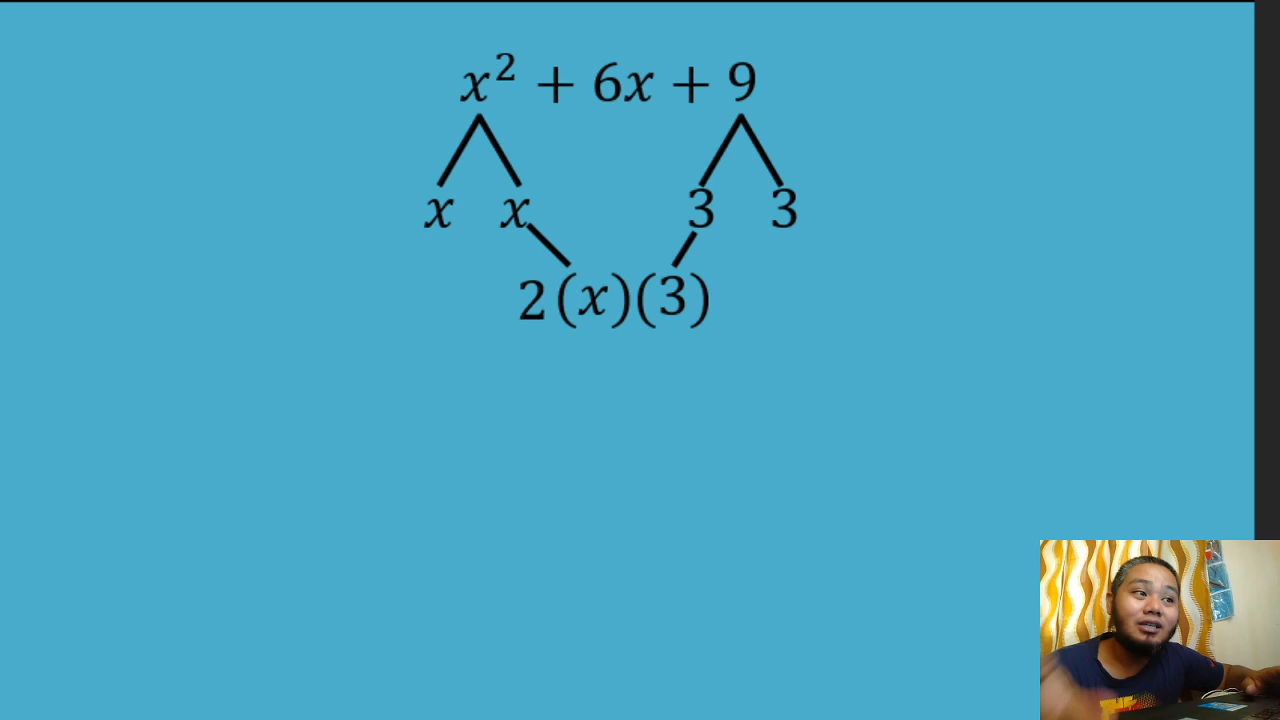 x² + 6x + 9
x x 3 3
2(x)(3)